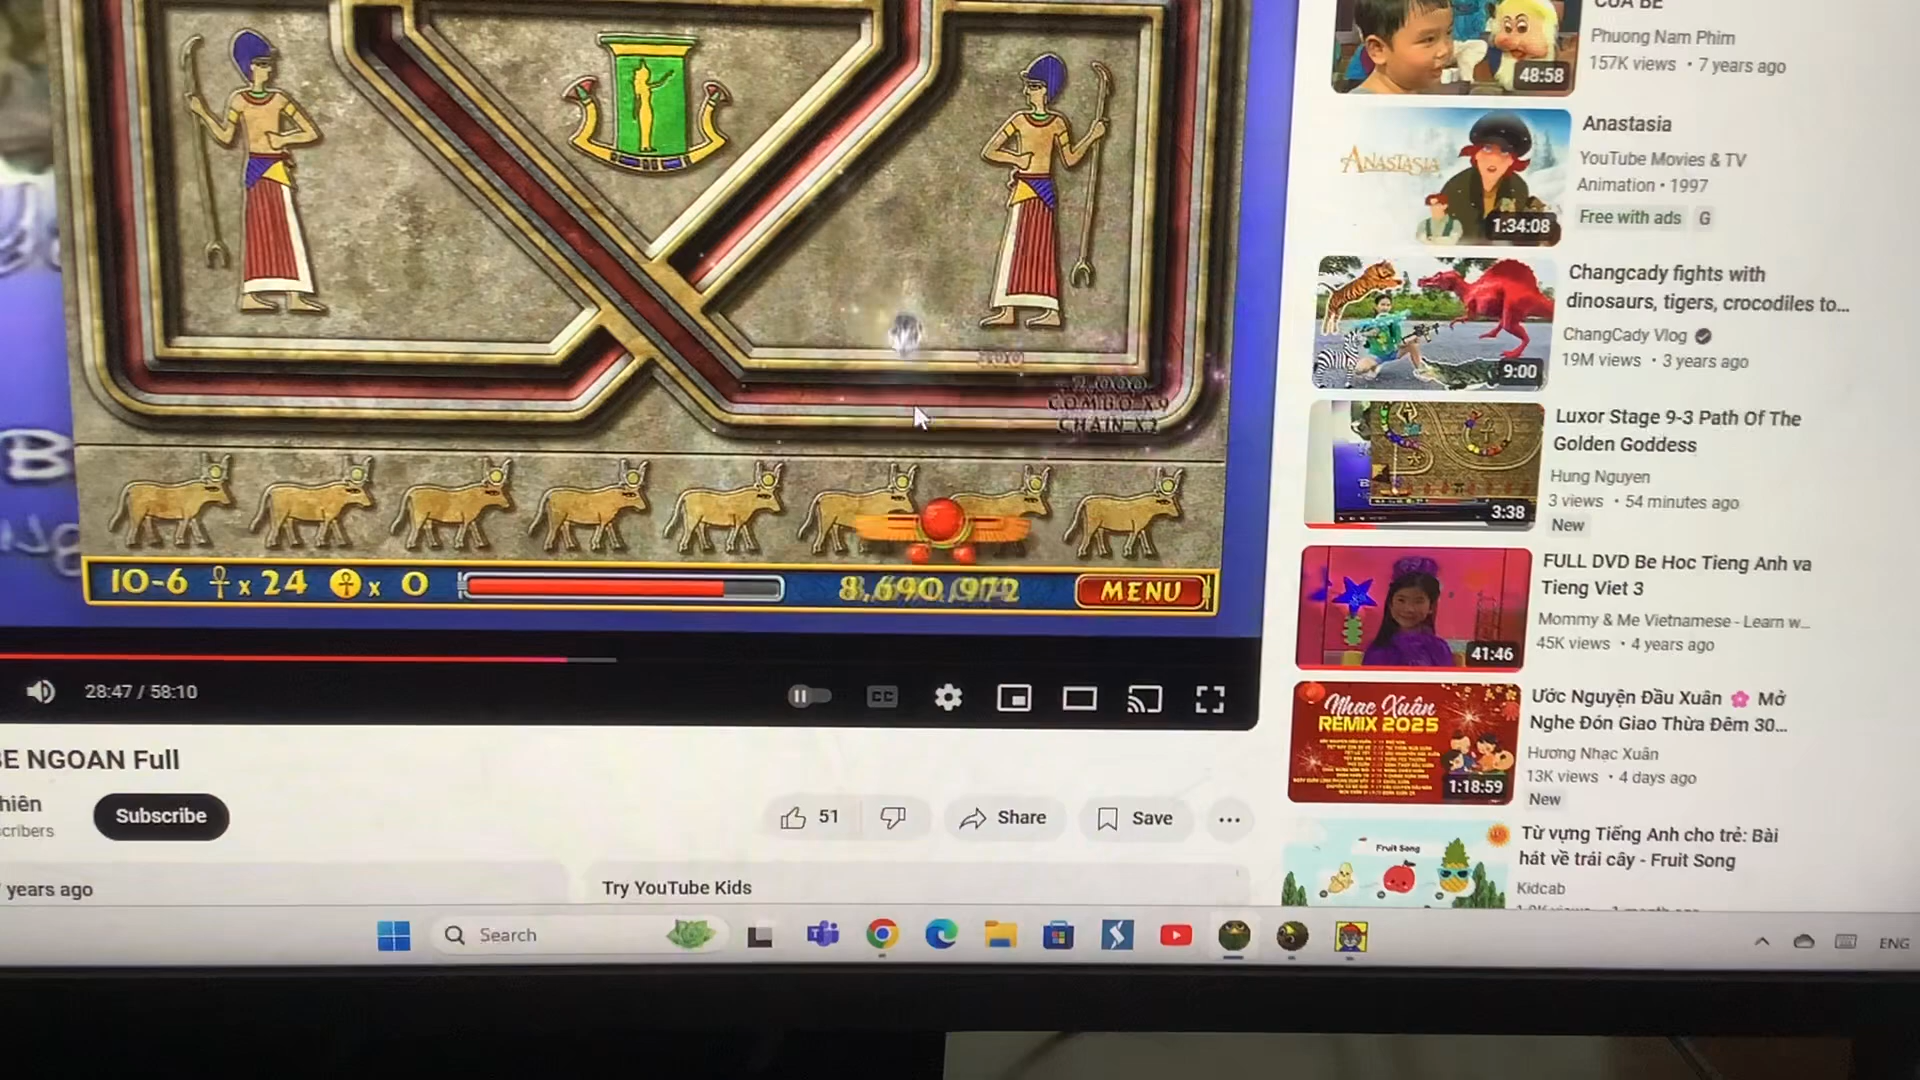 CUA BE
Phuong Nam Phim
157K views • 7 years ago
48:58
ANASTASIA
1:34:08
Anastasia
YouTube Movies & TV
Animation • 1997
Free with ads G
9:00
Changcady fights with
dinosaurs, tigers, crocodiles to...
ChangCady Vlog
19M views • 3 years ago
3:38
Luxor Stage 9-3 Path Of The
Golden Goddess
Hung Nguyen
3 views • 54 minutes ago
New
41:46
FULL DVD Be Hoc Tieng Anh va
Tieng Viet 3
Mommy & Me Vietnamese - Learn w...
45K views • 4 years ago
Nhạc Xuân
REMIX 2025
1:18:59
Ước Nguyện Đầu Xuân 🌸 Mở
Nghe Đón Giao Thừa Đêm 30...
Hương Nhạc Xuân
13K views • 4 days ago
New
Fruit Song
Từ vựng Tiếng Anh cho trẻ: Bài
hát về trái cây - Fruit Song
Kidcab
COMBO X9
CHAIN X2
B
10-6 x 24 x 0
MENU
28:47 / 58:10
CC
BE NGOAN Full
hiên
cribers
Subscribe
51
Share
Save
years ago
Try YouTube Kids
Search
ENG